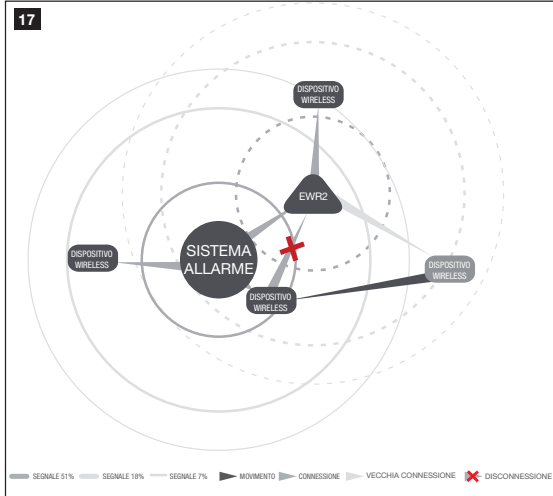 17
DISPOSITIVO
WIRELESS
EWR2
SISTEMA
ALLARME
DISPOSITIVO
WIRELESS
DISPOSITIVO
WIRELESS
DISPOSITIVO
WIRELESS
SEGNALE 51% SEGNALE 18% SEGNALE 7% MOVIMENTO CONNESSIONE VECCHIA CONNESSIONE DISCONNESSIONE